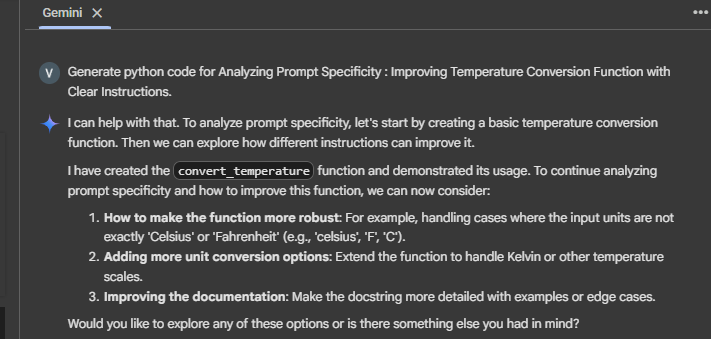 Gemini ✕
V
Generate python code for Analyzing Prompt Specificity : Improving Temperature Conversion Function with
Clear Instructions.
I can help with that. To analyze prompt specificity, let's start by creating a basic temperature conversion
function. Then we can explore how different instructions can improve it.
I have created the convert_temperature function and demonstrated its usage. To continue analyzing
prompt specificity and how to improve this function, we can now consider:
1. How to make the function more robust: For example, handling cases where the input units are not
exactly 'Celsius' or 'Fahrenheit' (e.g., 'celsius', 'F', 'C').
2. Adding more unit conversion options: Extend the function to handle Kelvin or other temperature
scales.
3. Improving the documentation: Make the docstring more detailed with examples or edge cases.
Would you like to explore any of these options or is there something else you had in mind?